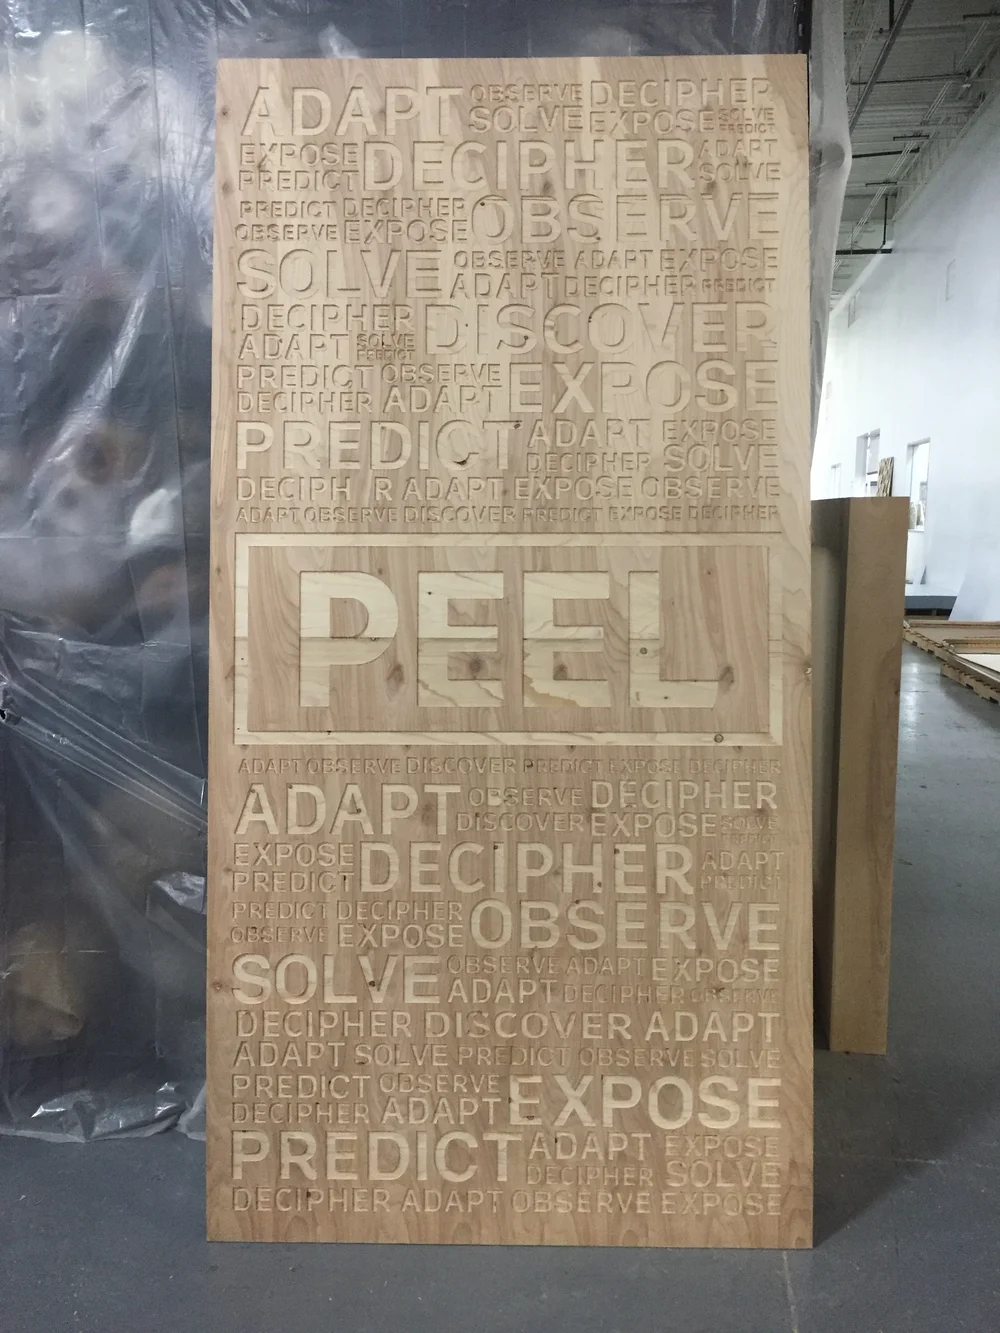 ADAPT OBSERVE DECIPHER
SOLVE EXPOSE SOLVE
PREDICT
EXPOSE DECIPHER ADAPT
PREDICT SOLVE
PREDICT DECIPHER OBSERVE
OBSERVE EXPOSE
SOLVE OBSERVE ADAPT EXPOSE
ADAPT DECIPHER PREDICT
DECIPHER DISCOVER
ADAPT SOLVE
PREDICT
PREDICT OBSERVE EXPOSE
DECIPHER ADAPT
PREDICT ADAPT EXPOSE
DECIPHER SOLVE
DECIPH R ADAPT EXPOSE OBSERVE
ADAPT OBSERVE DISCOVER PREDICT EXPOSE DECIPHER
PEEL
ADAPT OBSERVE DISCOVER PREDICT EXPOSE DECIPHER
ADAPT OBSERVE DECIPHER
DISCOVER EXPOSE SOLVE
PREDICT
EXPOSE DECIPHER ADAPT
PREDICT PREDICT
PREDICT DECIPHER OBSERVE
OBSERVE EXPOSE
SOLVE OBSERVE ADAPT EXPOSE
ADAPT DECIPHER OBSERVE
DECIPHER DISCOVER ADAPT
ADAPT SOLVE PREDICT OBSERVE SOLVE
PREDICT OBSERVE EXPOSE
DECIPHER ADAPT
PREDICT ADAPT EXPOSE
DECIPHER SOLVE
DECIPHER ADAPT OBSERVE EXPOSE